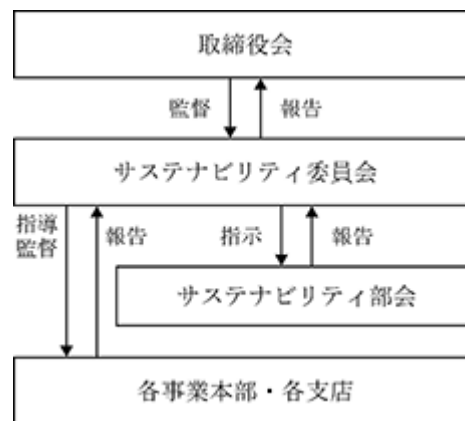 取締役会
監督
報告
サステナビリティ委員会
指導
監督
報告
指示
報告
サステナビリティ部会
各事業本部・各支店